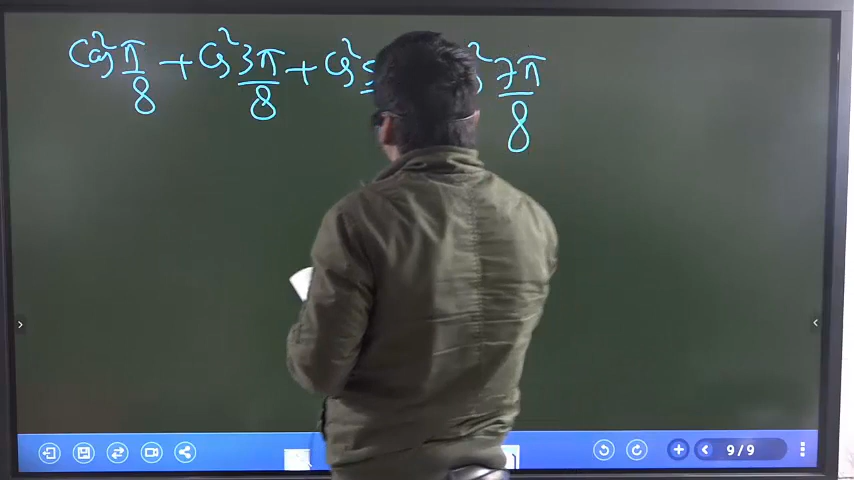 cos² π/8 + cos² 3π/8 + cos² 7π/8
9/9